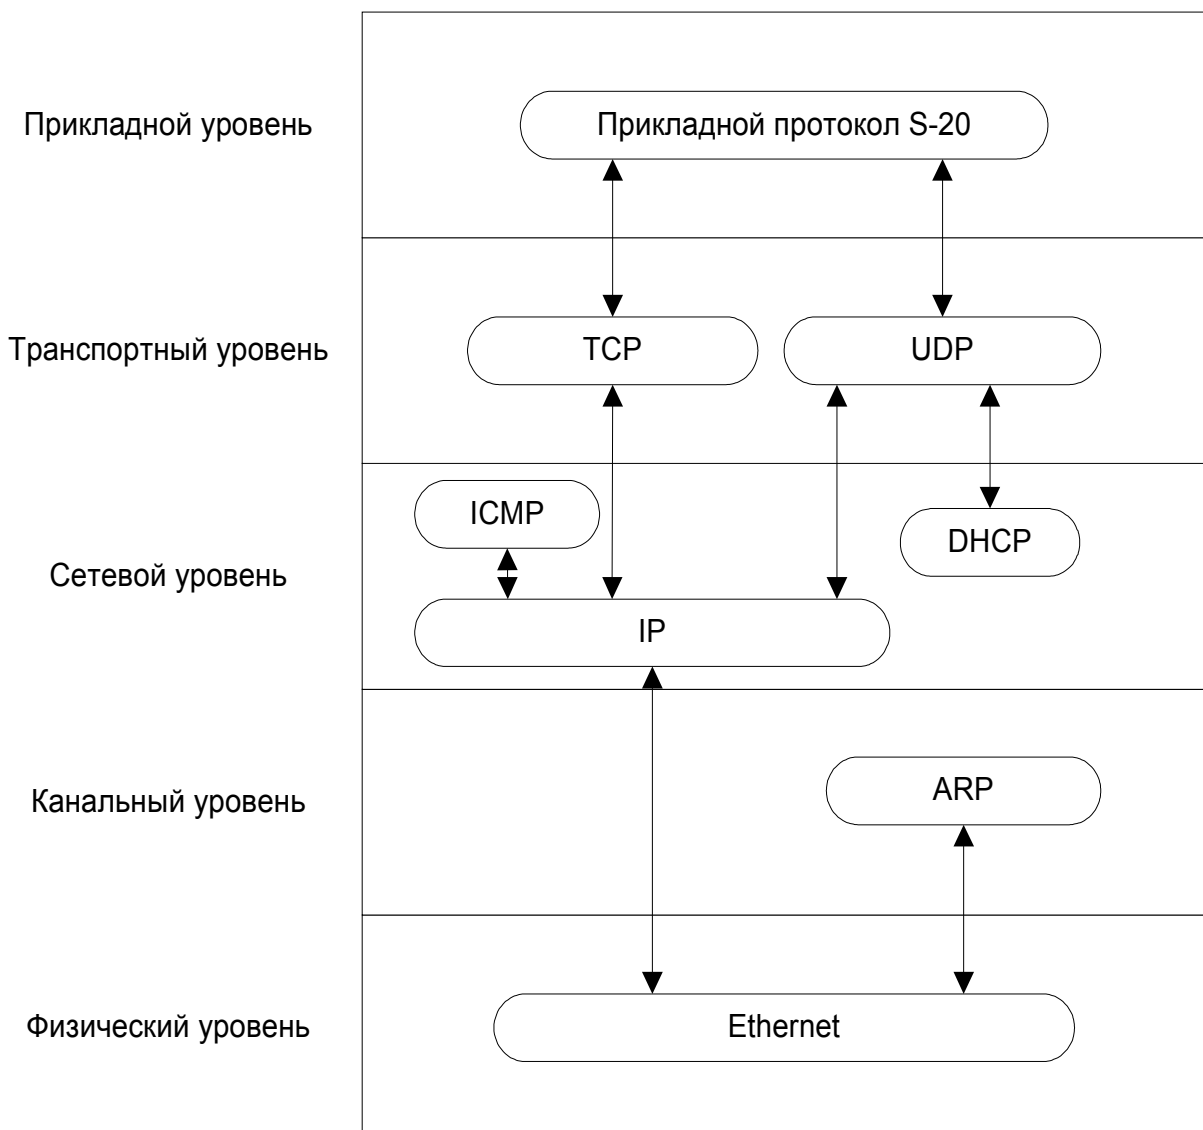 Прикладной уровень
Прикладной протокол S-20
Транспортный уровень
TCP
UDP
ICMP
DHCP
Сетевой уровень
IP
ARP
Канальный уровень
Физический уровень
Ethernet